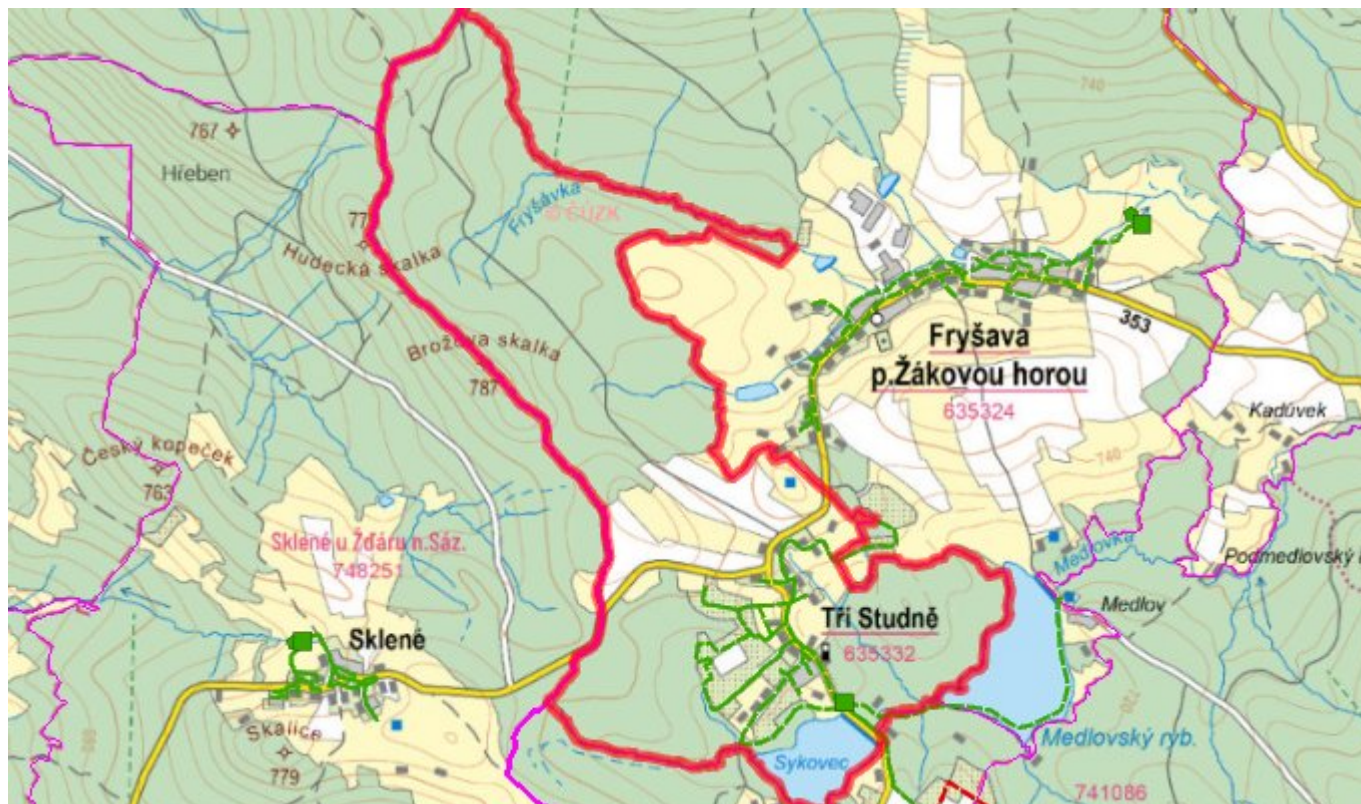 740
767
Hřeben
Fryšávka
© ČÚZK
77
Hudecká skalka
353
Fryšava
p.Žákovou horou
635324
Brožova skalka
787
Kadůvek
Český kopeček
763
740
Sklené u Žďáru n.Sáz.
748251
Medlovka
Podmedlovský
Medlov
Tři Studně
635332
Sklené
720
Skalice
779
Sykovec
Medlovský ryb.
741086